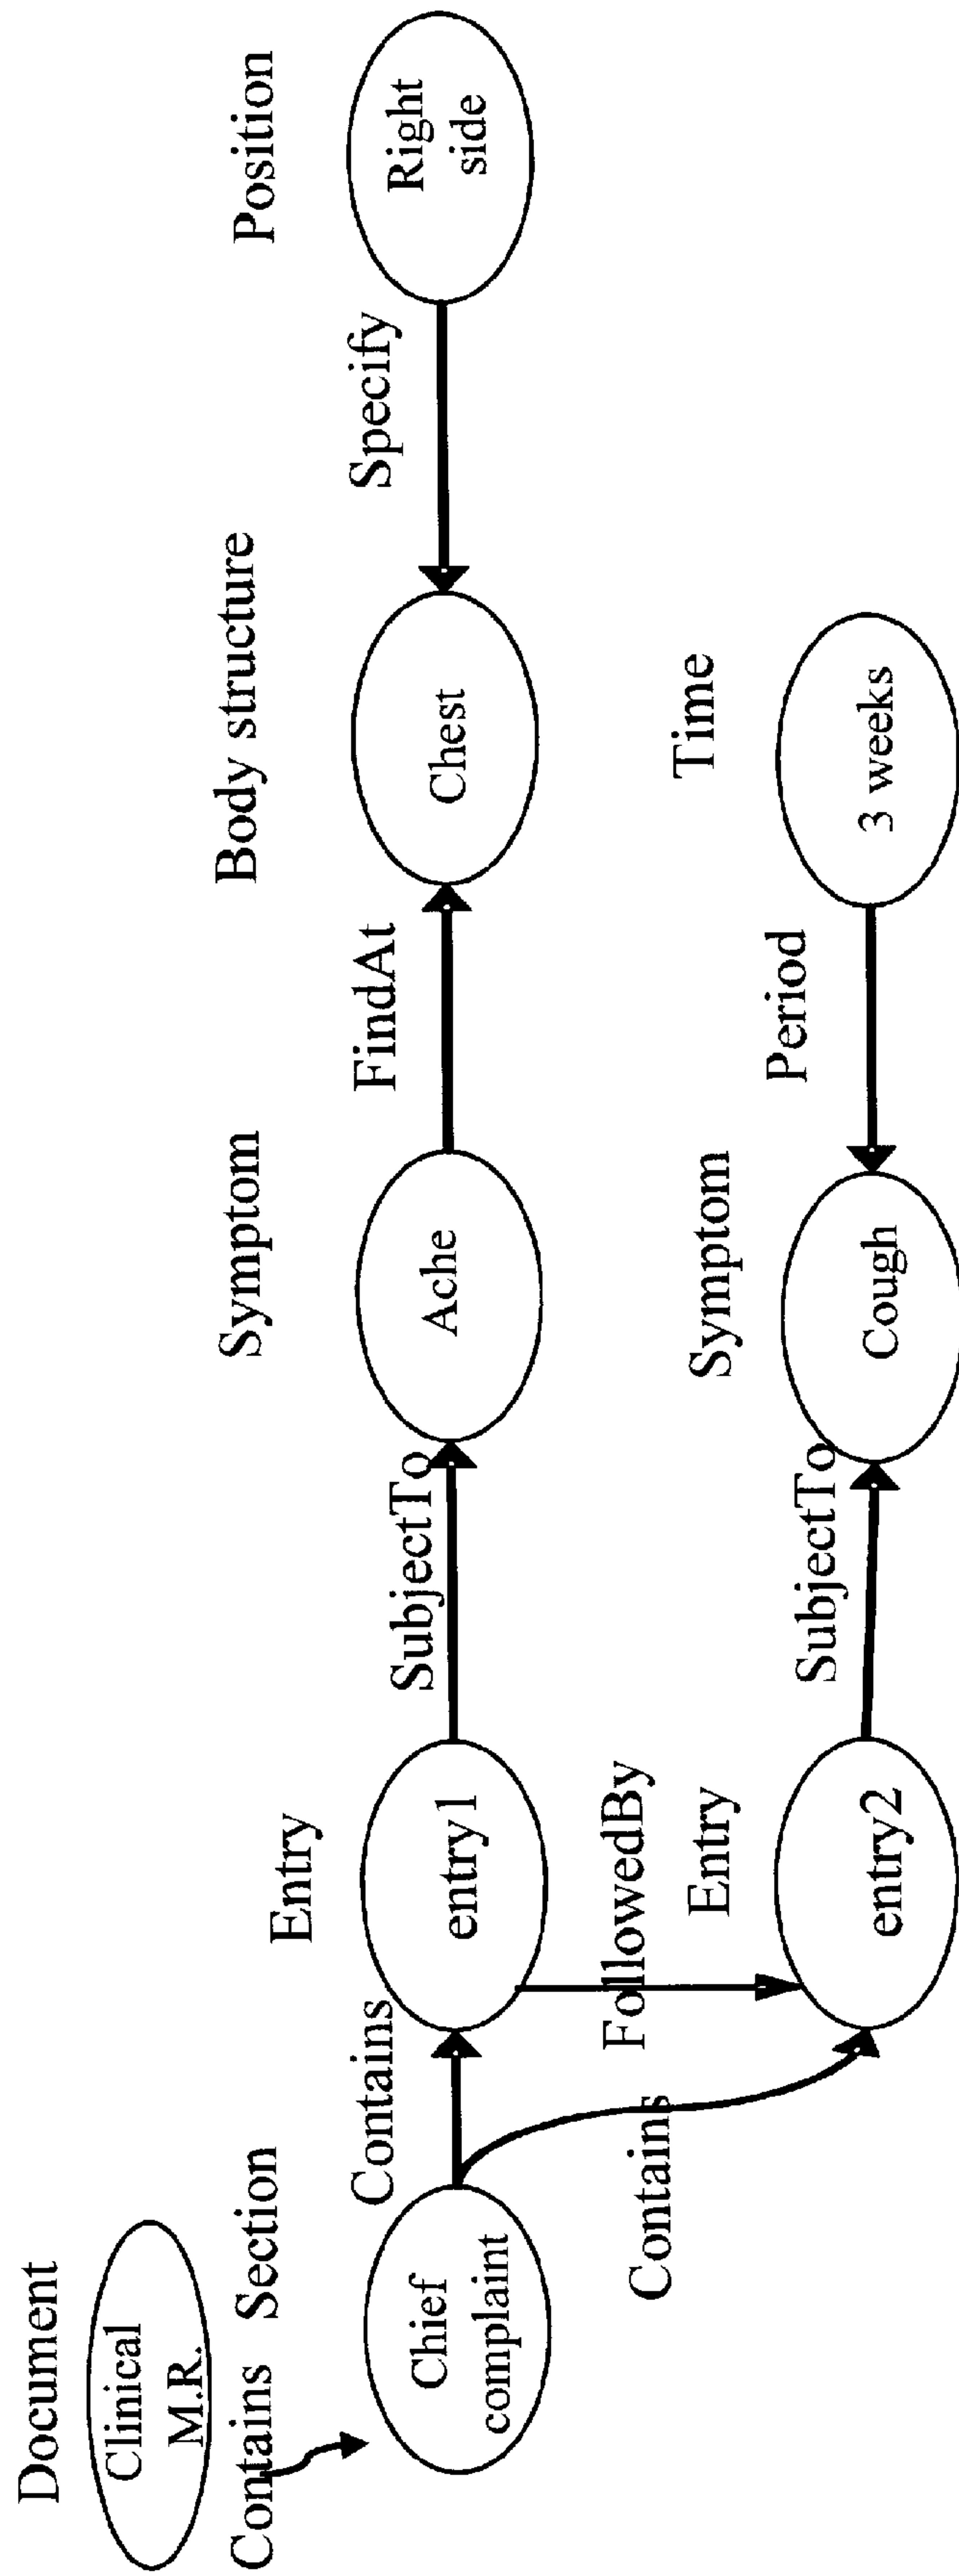 Document
Clinical
M.R.
Contains
Section
Chief
complaint
Contains
Entry
entry1
SubjectTo
Symptom
Ache
FindAt
Body structure
Chest
Specify
Position
Right
side
Contains
FollowedBy
Entry
entry2
SubjectTo
Symptom
Cough
Period
Time
3 weeks